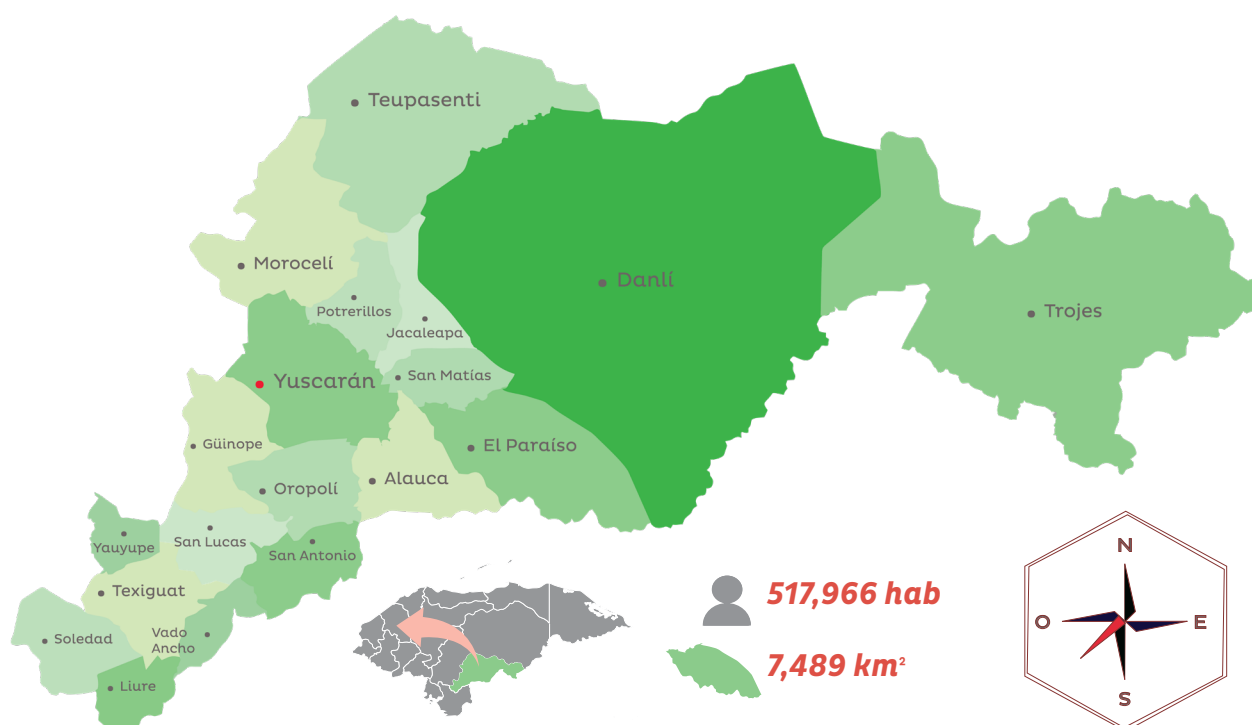 Teupasenti
Morocelí
Danlí
Potrerillos
Trojes
Jacaleapa
San Matías
Yuscarán
Güinope
El Paraíso
Alauca
Oropolí
San Lucas
Yauyupe
San Antonio
Texiguat
Soledad
Vado
Ancho
Liure
517,966 hab
7,489 km²
N
O
E
S